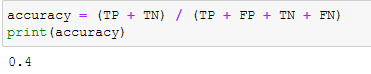 accuracy = (TP + TN) / (TP + FP + TN + FN)
print(accuracy)
0.4